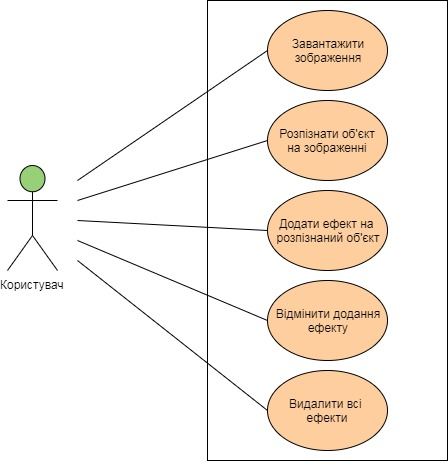 Завантажити
зображення
Розпізнати об'єкт
на зображенні
Додати ефект на
розпізнаний об'єкт
Користувач
Відмінити додання
ефекту
Видалити всі
ефекти